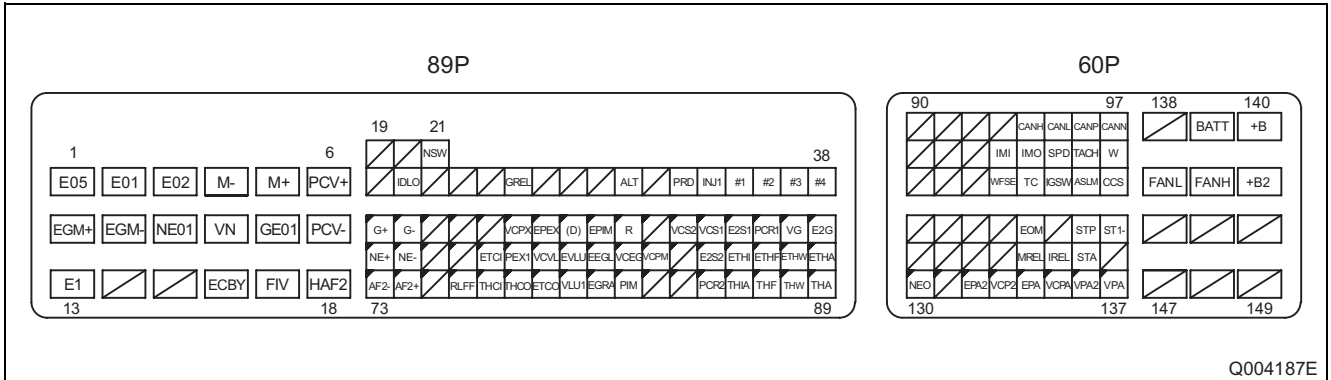 89P 60P
90 97 138 140
19 21
CANH CANL CANP CANN BATT +B
1 6 NSW 38 IMI IMO SPD TACH W
E05 E01 E02 M- M+ PCV+ IDLO GREL ALT PRD INJ1 #1 #2 #3 #4 WFSE TC IGSW ASLM CCS FANL FANH +B2
EGM+ EGM- NE01 VN GE01 PCV- G+ G- VCPX EPEX (D) EPIM R VCS2 VCS1 E2S1 PCR1 VG E2G EOM STP ST1-
NE+ NE- ETCI PEX1 VCVL EVLU EEGL VCEG VCPM E2S2 ETHI ETHF ETHW ETHA MREL IREL STA
E1 ECBY FIV HAF2 AF2- AF2+ RLFF THCI THCO ETCO VLU1 EGRA PIM PCR2 THIA THF THW THA NEO EPA2 VCP2 EPA VCPA VPA2 VPA
13 18 73 89 130 137 147 149
Q004187E